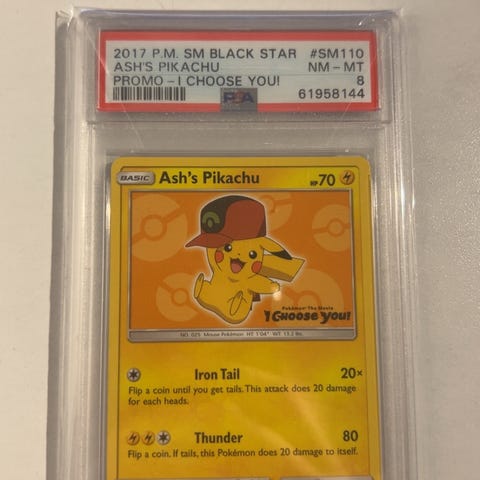 2017 P.M. SM BLACK STAR #SM110
ASH'S PIKACHU NM - MT
PROMO - I CHOOSE YOU! 8
PSA 61958144
BASIC Ash's Pikachu HP70
Pokémon The Movie
I CHOOSE YOU!
NO. 025 Mouse Pokémon HT: 1'04" WT: 13.2 lbs.
Iron Tail 20×
Flip a coin until you get tails. This attack does 20 damage
for each heads.
Thunder 80
Flip a coin. If tails, this Pokémon does 20 damage to itself.